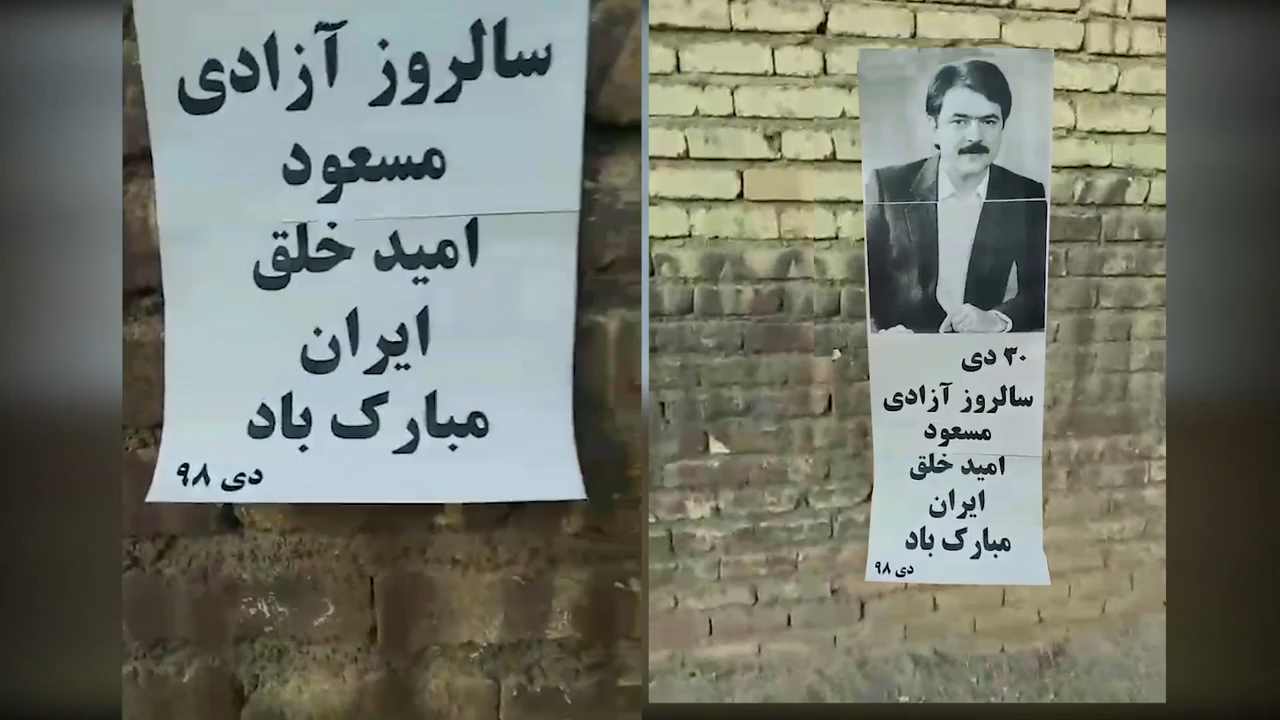 سالروز آزادی
مسعود
امید خلق
ایران
مبارک باد
دی ۹۸
۳۰ دی
سالروز آزادی
مسعود
امید خلق
ایران
مبارک باد
دی ۹۸